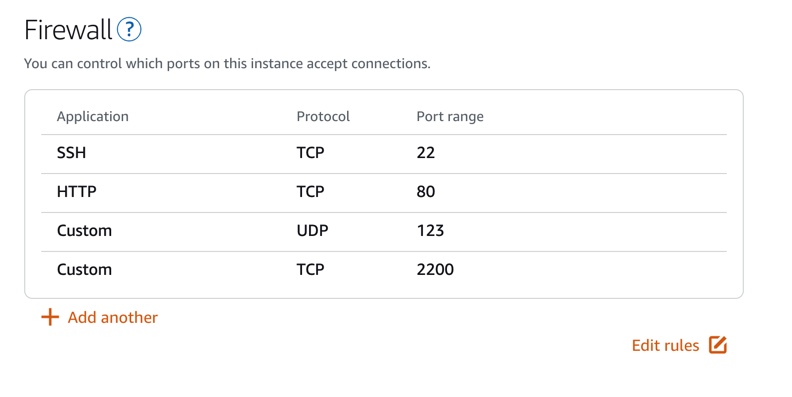 Firewall ?
You can control which ports on this instance accept connections.
Application Protocol Port range
SSH TCP 22
HTTP TCP 80
Custom UDP 123
Custom TCP 2200
+ Add another
Edit rules